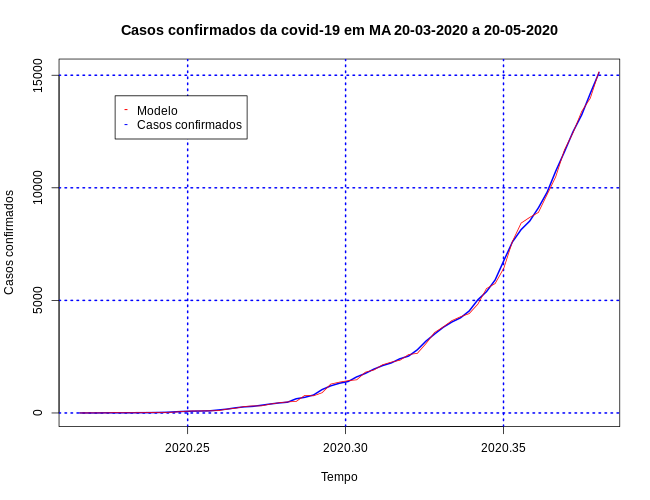 Casos confirmados da covid-19 em MA 20-03-2020 a 20-05-2020
15000
10000
5000
0
Casos confirmados
- Modelo
- Casos confirmados
2020.25
2020.30
2020.35
Tempo